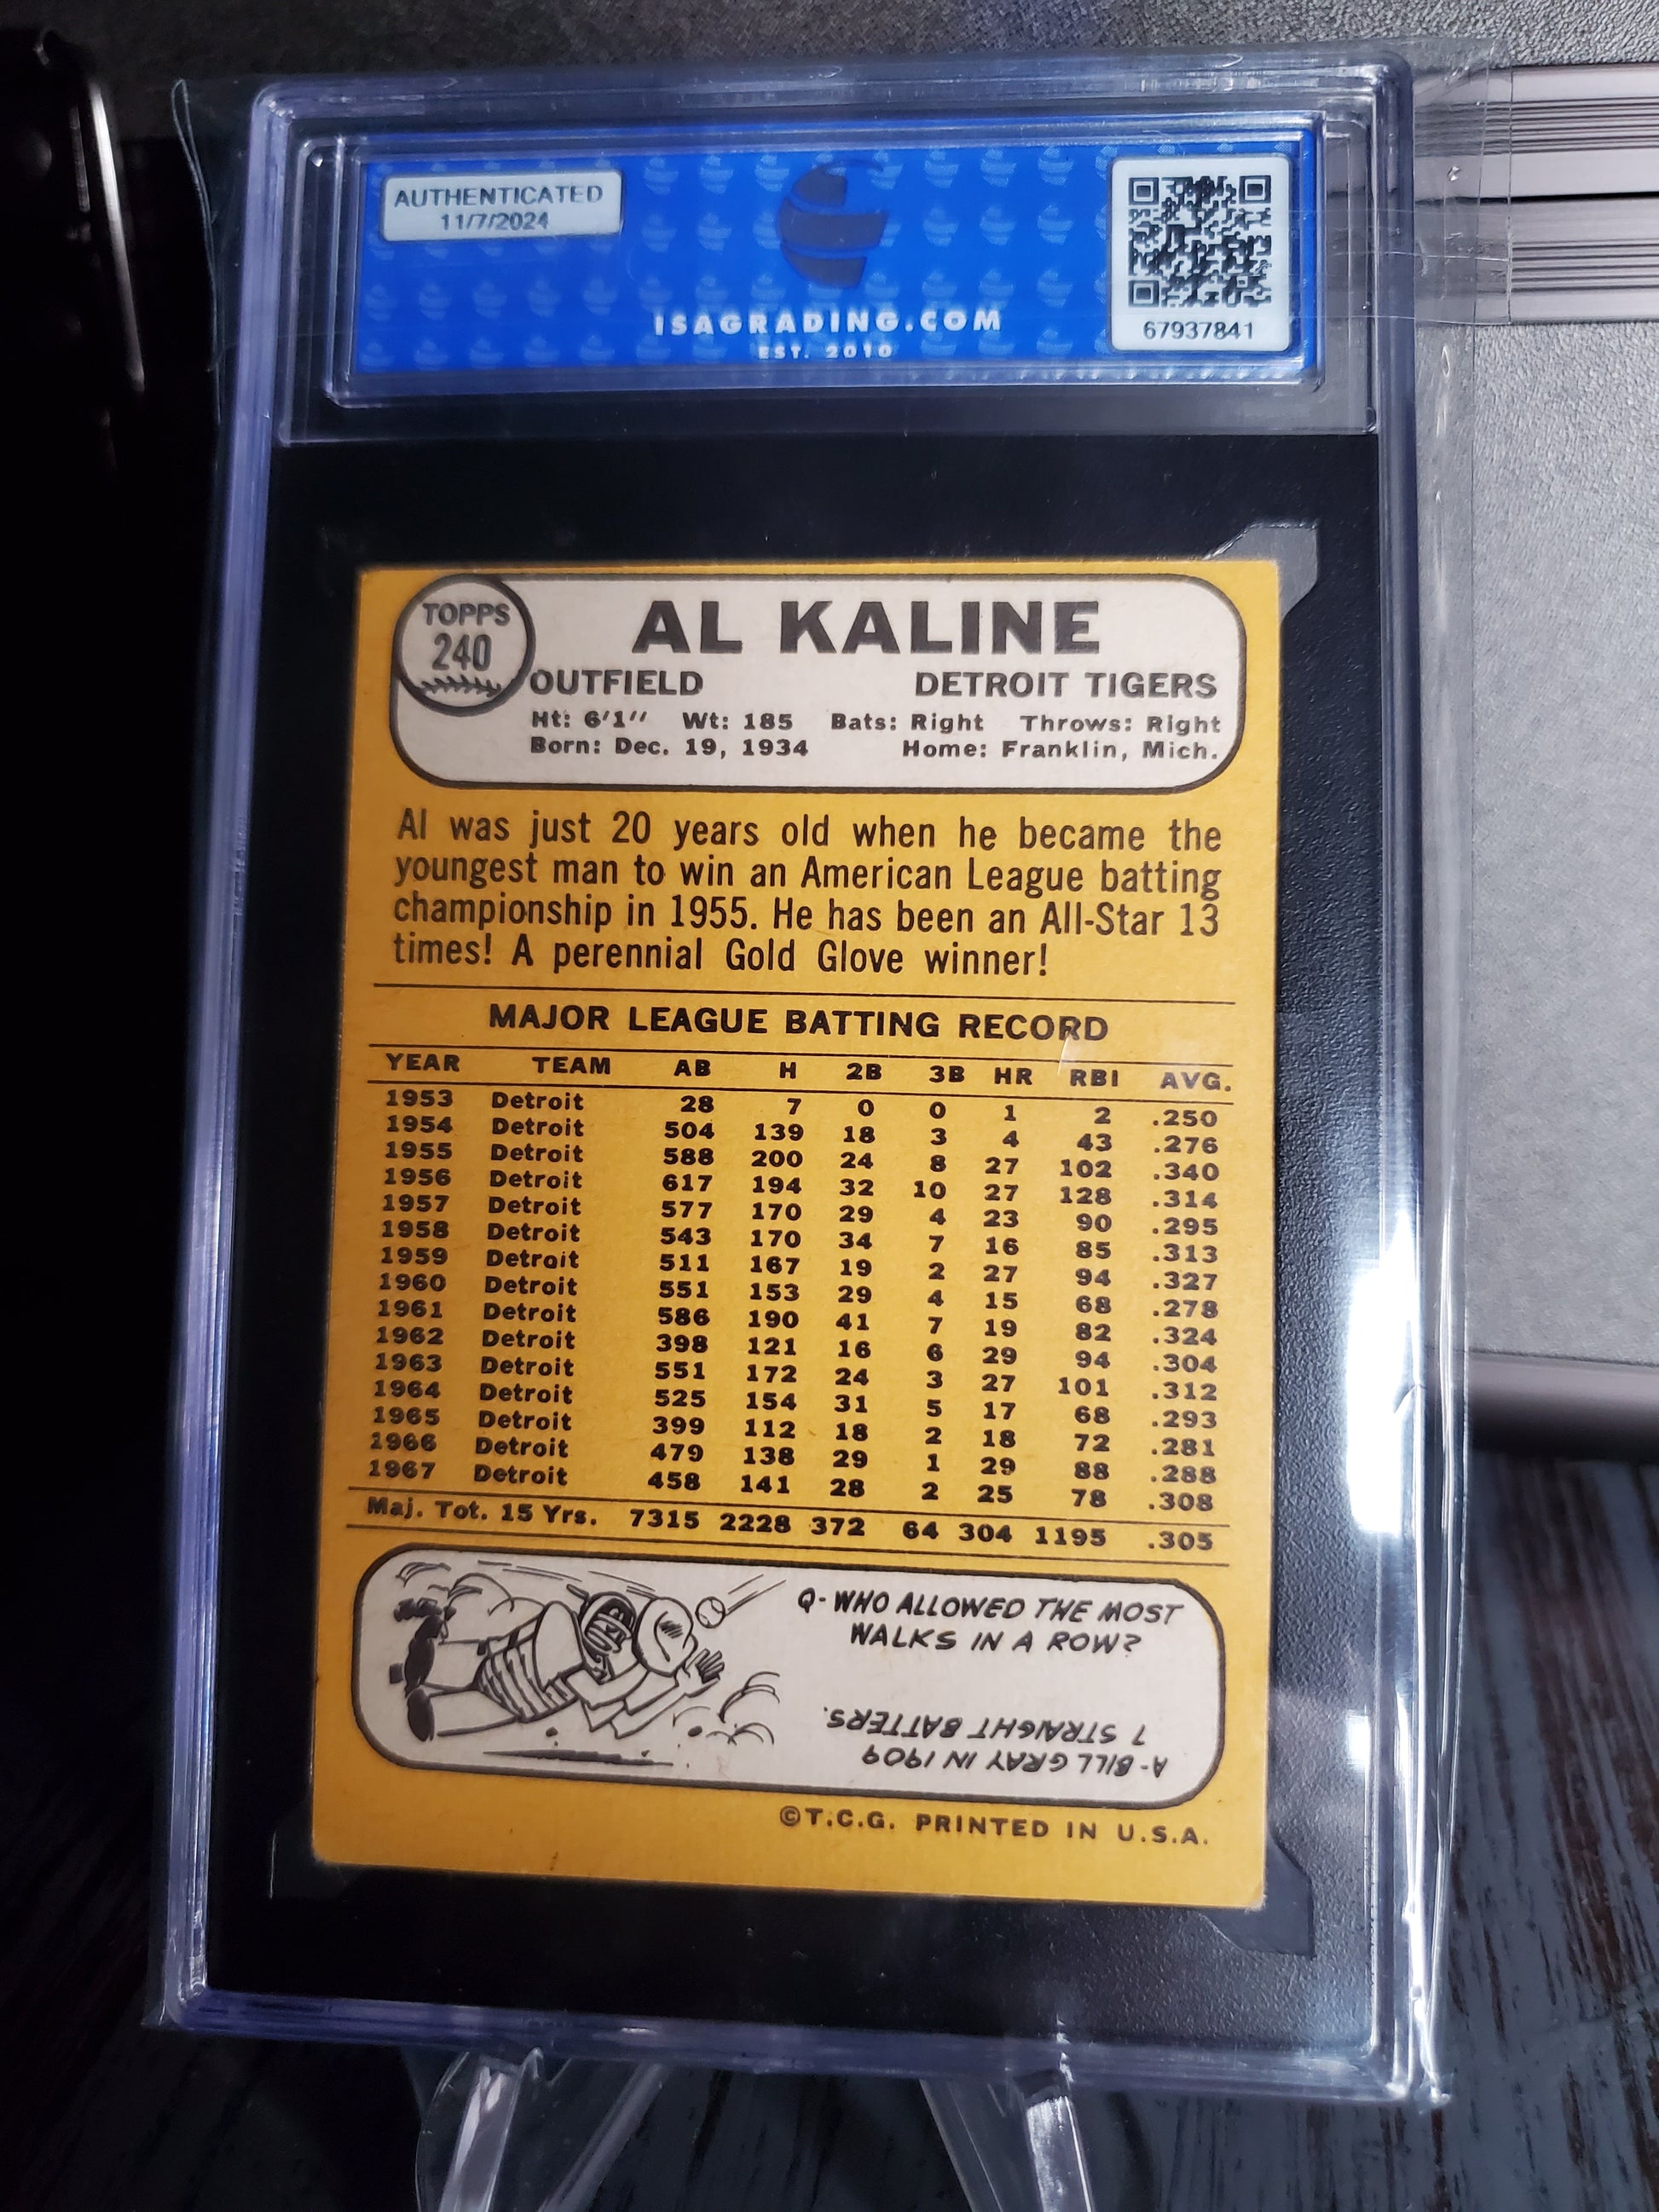 AUTHENTICATED
11/7/2024
ISAGRADING.COM
EST. 2010
67937841
TOPPS
240
AL KALINE
OUTFIELD DETROIT TIGERS
Ht: 6'1" Wt: 185 Bats: Right Throws: Right
Born: Dec. 19, 1934 Home: Franklin, Mich.
Al was just 20 years old when he became the
youngest man to win an American League batting
championship in 1955. He has been an All-Star 13
times! A perennial Gold Glove winner!
MAJOR LEAGUE BATTING RECORD
YEAR TEAM AB H 2B 3B HR RBI AVG.
1953 Detroit 28 7 0 0 1 2 .250
1954 Detroit 504 139 18 3 4 43 .276
1955 Detroit 588 200 24 8 27 102 .340
1956 Detroit 617 194 32 10 27 128 .314
1957 Detroit 577 170 29 4 23 90 .295
1958 Detroit 543 170 34 7 16 85 .313
1959 Detroit 511 167 19 2 27 94 .327
1960 Detroit 551 153 29 4 15 68 .278
1961 Detroit 586 190 41 7 19 82 .324
1962 Detroit 398 121 16 6 29 94 .304
1963 Detroit 551 172 24 3 27 101 .312
1964 Detroit 525 154 31 5 17 68 .293
1965 Detroit 399 112 18 2 18 72 .281
1966 Detroit 479 138 29 1 29 88 .288
1967 Detroit 458 141 28 2 25 78 .308
Maj. Tot. 15 Yrs. 7315 2228 372 64 304 1195 .305
Q-WHO ALLOWED THE MOST
WALKS IN A ROW?
A-BILL GRAY IN 1909
7 STRAIGHT BATTERS.
©T.C.G. PRINTED IN U.S.A.